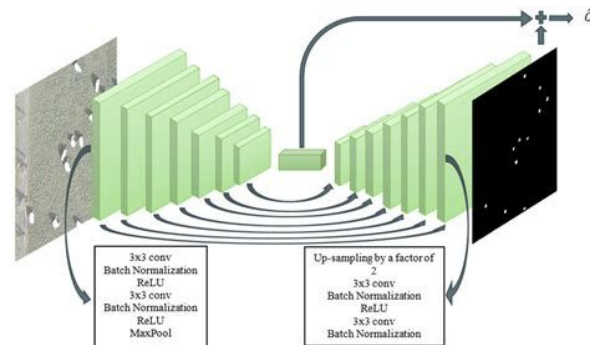 ĉ
3x3 conv
Batch Normalization
ReLU
3x3 conv
Batch Normalization
ReLU
MaxPool
Up-sampling by a factor of
2
3x3 conv
Batch Normalization
ReLU
3x3 conv
Batch Normalization